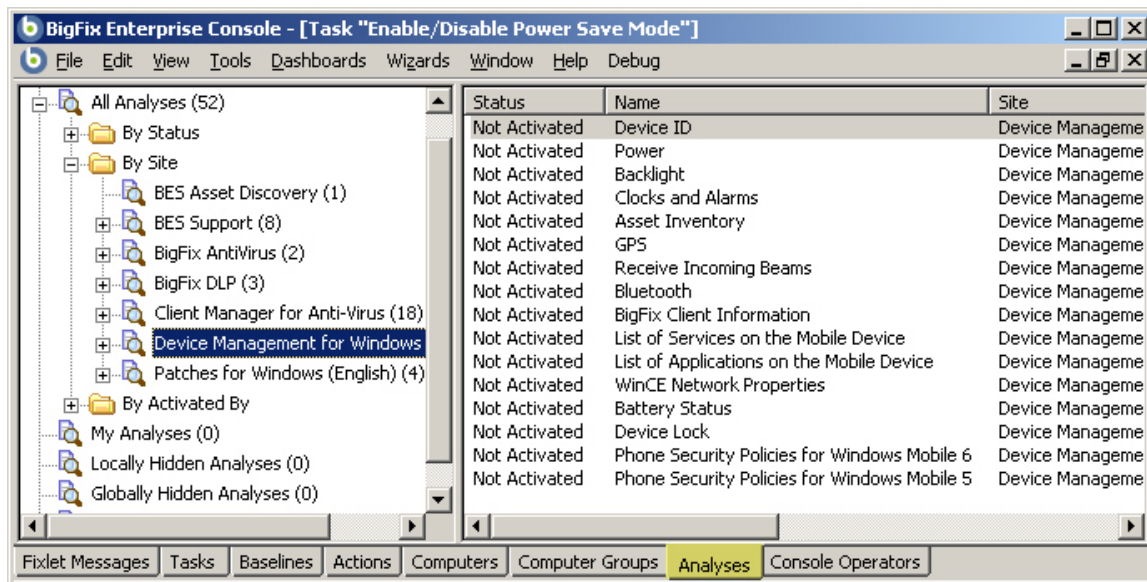 BigFix Enterprise Console - [Task "Enable/Disable Power Save Mode"]
File Edit View Tools Dashboards Wizards Window Help Debug
All Analyses (52)
By Status
By Site
BES Asset Discovery (1)
BES Support (8)
BigFix AntiVirus (2)
BigFix DLP (3)
Client Manager for Anti-Virus (18)
Device Management for Windows
Patches for Windows (English) (4)
By Activated By
My Analyses (0)
Locally Hidden Analyses (0)
Globally Hidden Analyses (0)
Status Name Site
Not Activated Device ID Device Manageme
Not Activated Power Device Manageme
Not Activated Backlight Device Manageme
Not Activated Clocks and Alarms Device Manageme
Not Activated Asset Inventory Device Manageme
Not Activated GPS Device Manageme
Not Activated Receive Incoming Beams Device Manageme
Not Activated Bluetooth Device Manageme
Not Activated BigFix Client Information Device Manageme
Not Activated List of Services on the Mobile Device Device Manageme
Not Activated List of Applications on the Mobile Device Device Manageme
Not Activated WinCE Network Properties Device Manageme
Not Activated Battery Status Device Manageme
Not Activated Device Lock Device Manageme
Not Activated Phone Security Policies for Windows Mobile 6 Device Manageme
Not Activated Phone Security Policies for Windows Mobile 5 Device Manageme
Fixlet Messages Tasks Baselines Actions Computers Computer Groups Analyses Console Operators